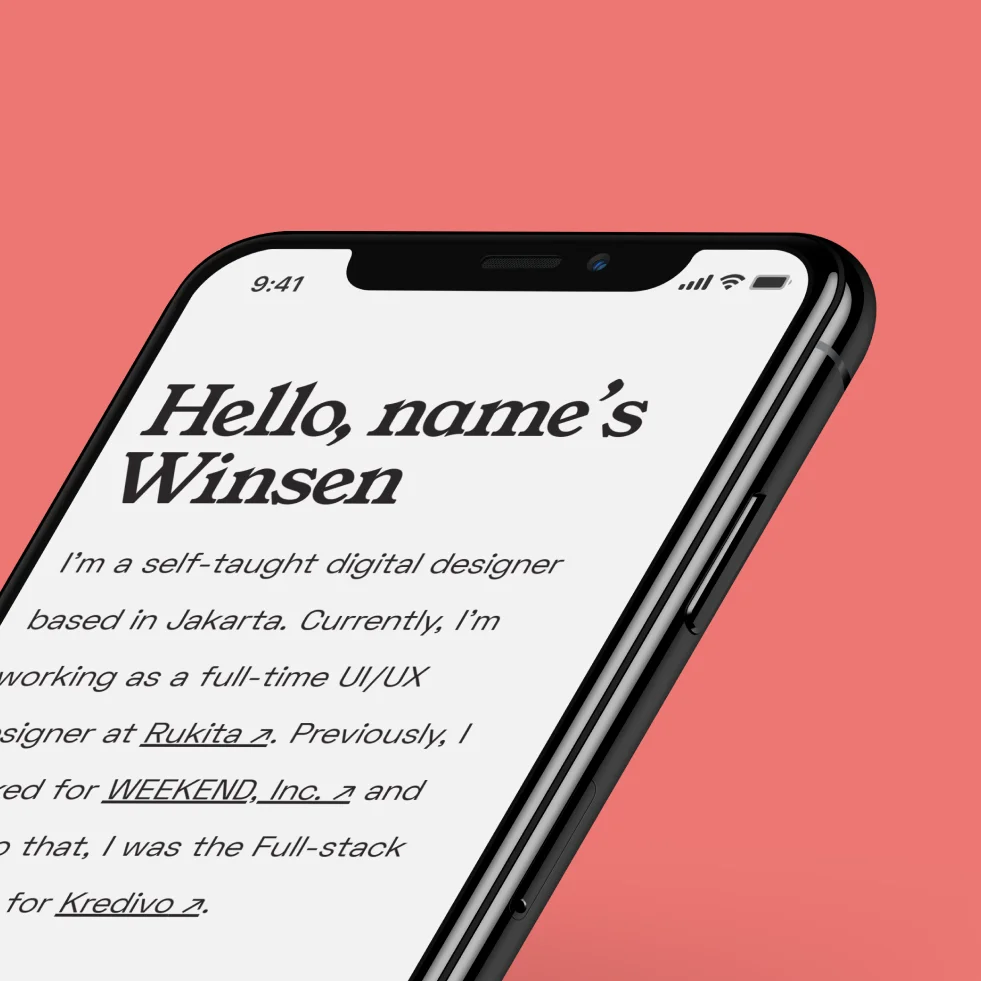 9:41
Hello, name's
Winsen
I'm a self-taught digital designer
based in Jakarta. Currently, I'm
working as a full-time UI/UX
at Rukita ↗. Previously, I
for WEEKEND, Inc. ↗ and
that, I was the Full-stack
for Kredivo ↗.